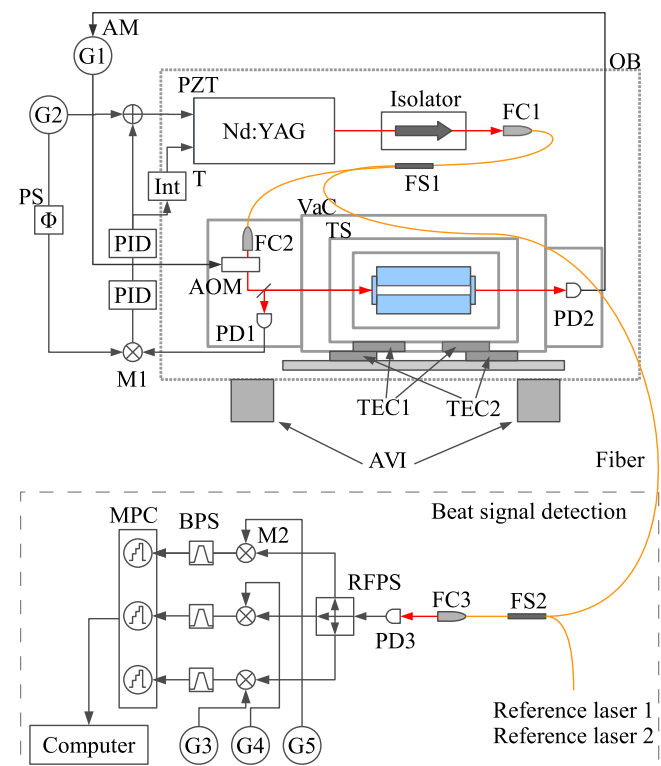 AM
G1
OB
PZT
Isolator
FC1
G2
Nd:YAG
Int
T
FS1
PS
Φ
VaC
TS
PID
FC2
AOM
PID
PD1
PD2
M1
TEC1
TEC2
AVI
Fiber
Beat signal detection
MPC
BPS
M2
RFPS
FC3
FS2
PD3
Reference laser 1
Reference laser 2
Computer
G3
G4
G5